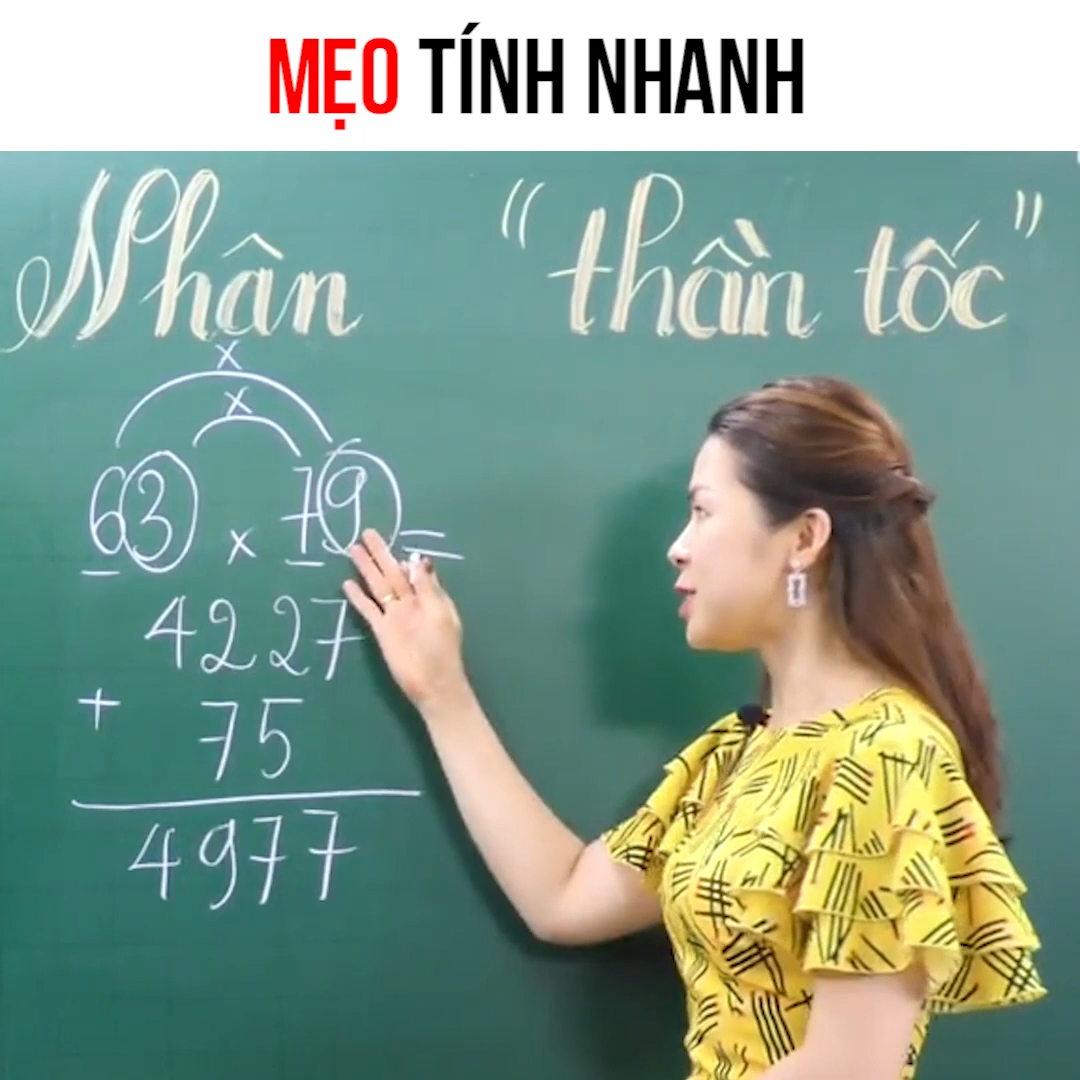 MẸO TÍNH NHANH
Nhân "thần tốc"
x
x
63 x 79 =
4227
+
75
4977